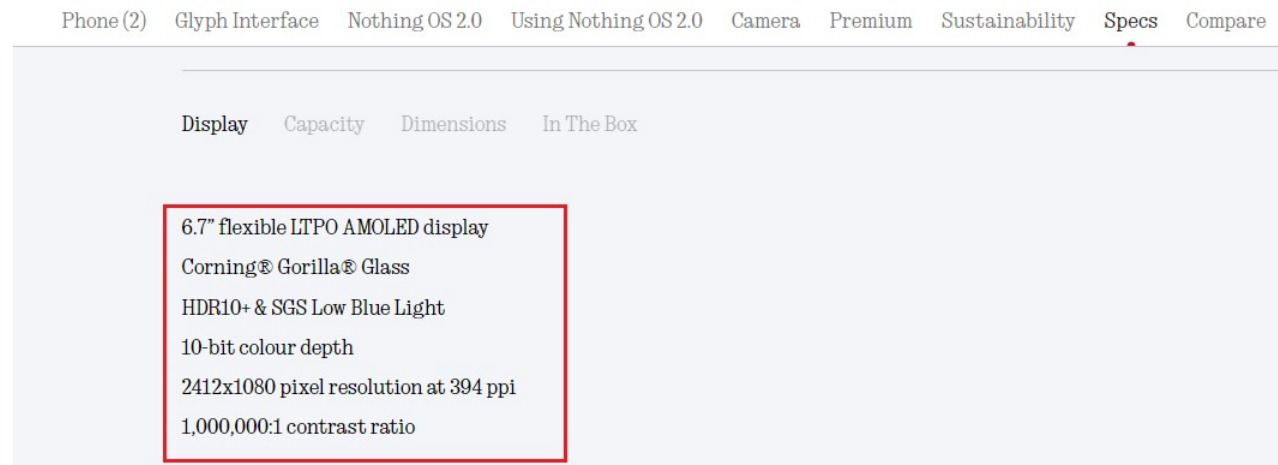 Phone (2) Glyph Interface Nothing OS 2.0 Using Nothing OS 2.0 Camera Premium Sustainability Specs Compare
Display Capacity Dimensions In The Box
6.7” flexible LTPO AMOLED display
Corning® Gorilla® Glass
HDR10+ & SGS Low Blue Light
10-bit colour depth
2412x1080 pixel resolution at 394 ppi
1,000,000:1 contrast ratio